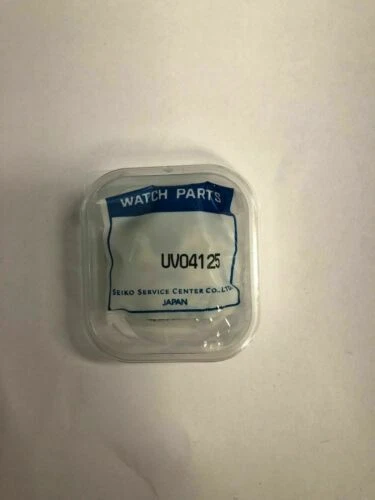 WATCH PARTS
UV04125
SEIKO SERVICE CENTER CO.,LTD.
JAPAN